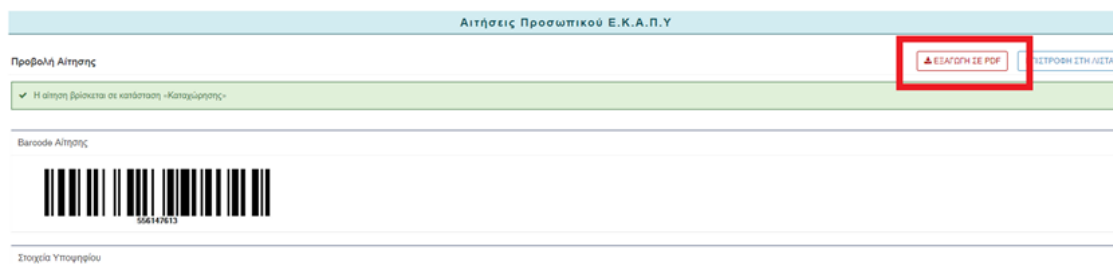 Αιτήσεις Προσωπικού Ε.Κ.Α.Π.Υ
Προβολή Αίτησης
ΕΞΑΓΩΓΗ ΣΕ PDF
ΣΤΡΟΦΗ ΣΤΗ ΛΙΣΤΑ
Η αίτηση βρίσκεται σε κατάσταση «Καταχώρησης»
Barcode Αίτησης
556147613
Στοιχεία Υποψηφίου